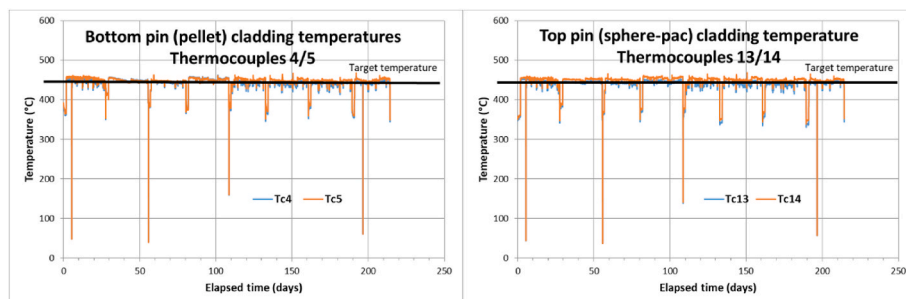 Bottom pin (pellet) cladding temperatures
Thermocouples 4/5
Target temperature
Temperature (°C)
600
500
400
300
200
100
0
Tc4 Tc5
0 50 100 150 200 250
Elapsed time (days)
Top pin (sphere-pac) cladding temperature
Thermocouples 13/14
Target temperature
Temeprature (°C)
600
500
400
300
200
100
0
Tc13 Tc14
0 50 100 150 200 250
Elapsed time (days)